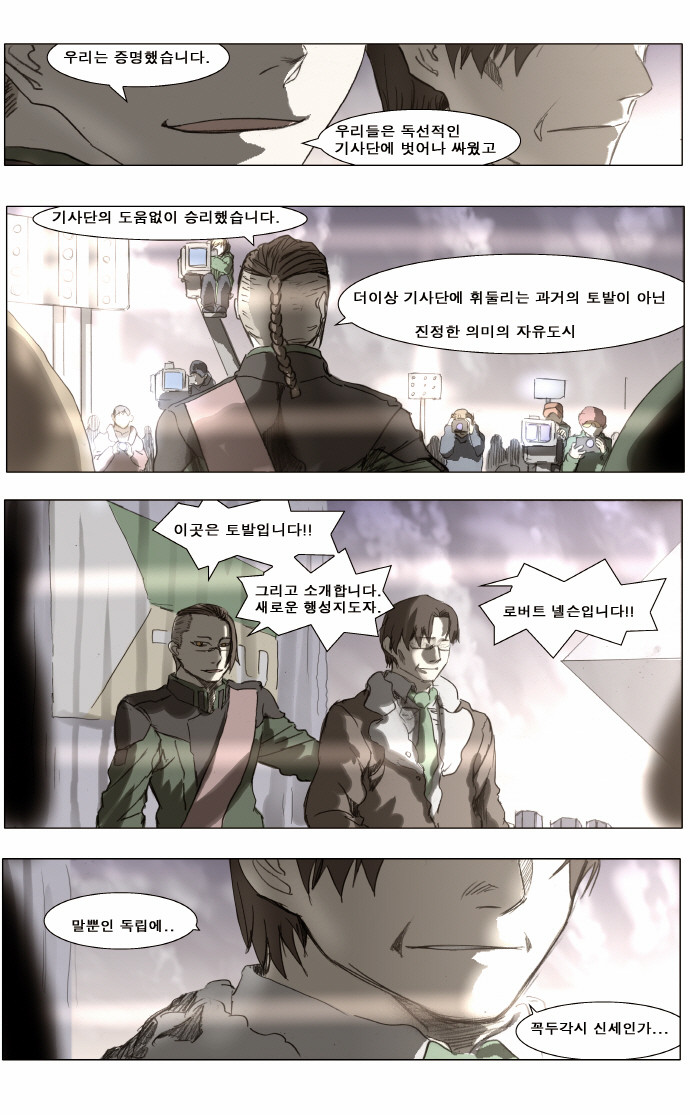 우리는 증명했습니다.
우리들은 독선적인
기사단에 벗어나 싸웠고
기사단의 도움없이 승리했습니다.
더이상 기사단에 휘둘리는 과거의 토발이 아닌
진정한 의미의 자유도시
이곳은 토발입니다!!
그리고 소개합니다.
새로운 행성지도자.
로버트 넬슨입니다!!
말뿐인 독립에..
꼭두각시 신세인가...